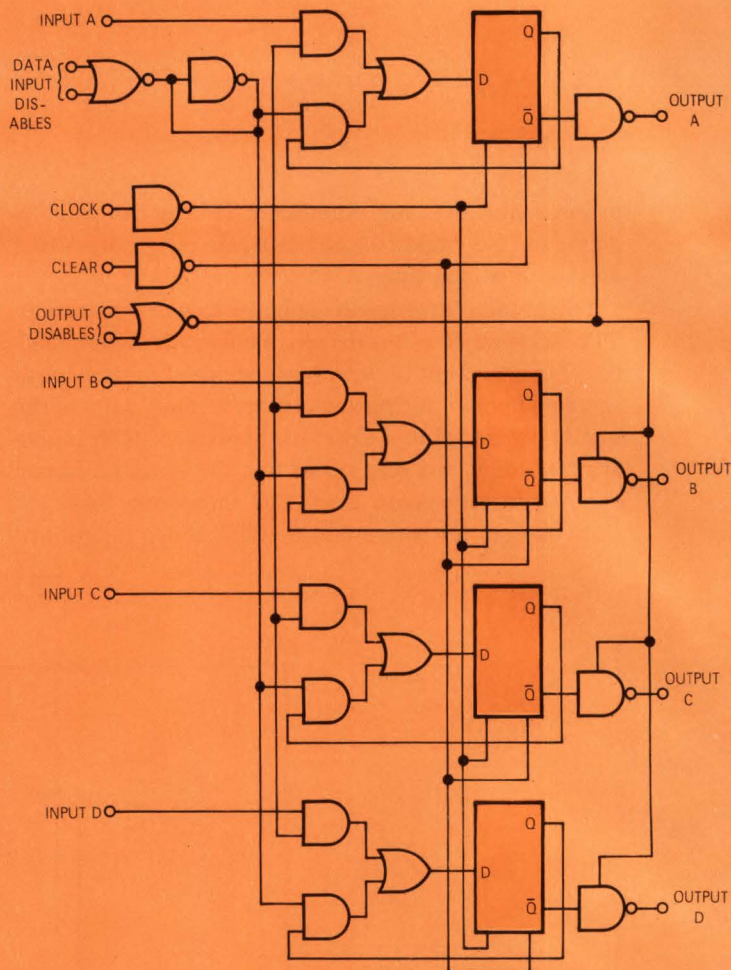 INPUT A
DATA
INPUT
DIS-
ABLES
Q
D
Q̅
OUTPUT
A
CLOCK
CLEAR
OUTPUT
DISABLES
INPUT B
Q
D
Q̅
OUTPUT
B
INPUT C
Q
D
Q̅
OUTPUT
C
INPUT D
Q
D
Q̅
OUTPUT
D